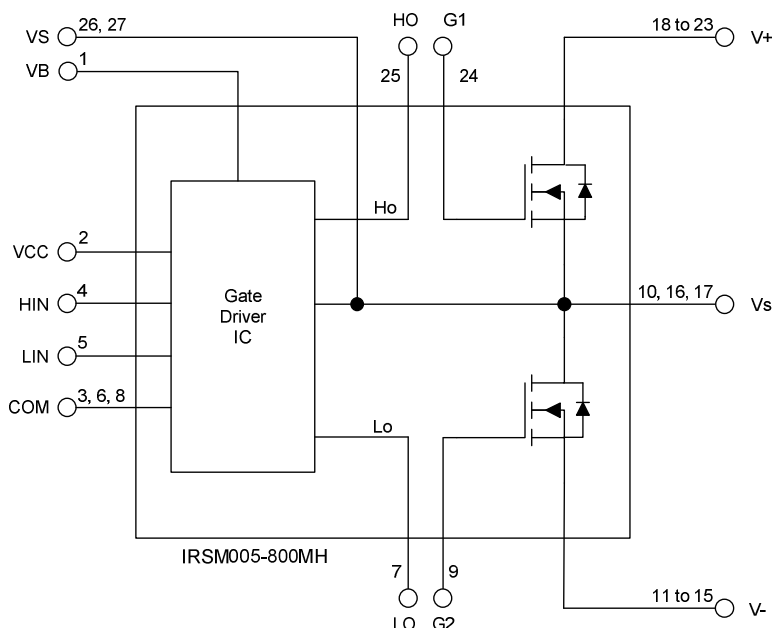 HO G1
VS 26, 27
18 to 23 V+
VB 1
25 24
Ho
VCC 2
Gate
Driver
IC
HIN 4
10, 16, 17 Vs
LIN 5
COM 3, 6, 8
Lo
IRSM005-800MH
7 9
11 to 15 V-
LO G2